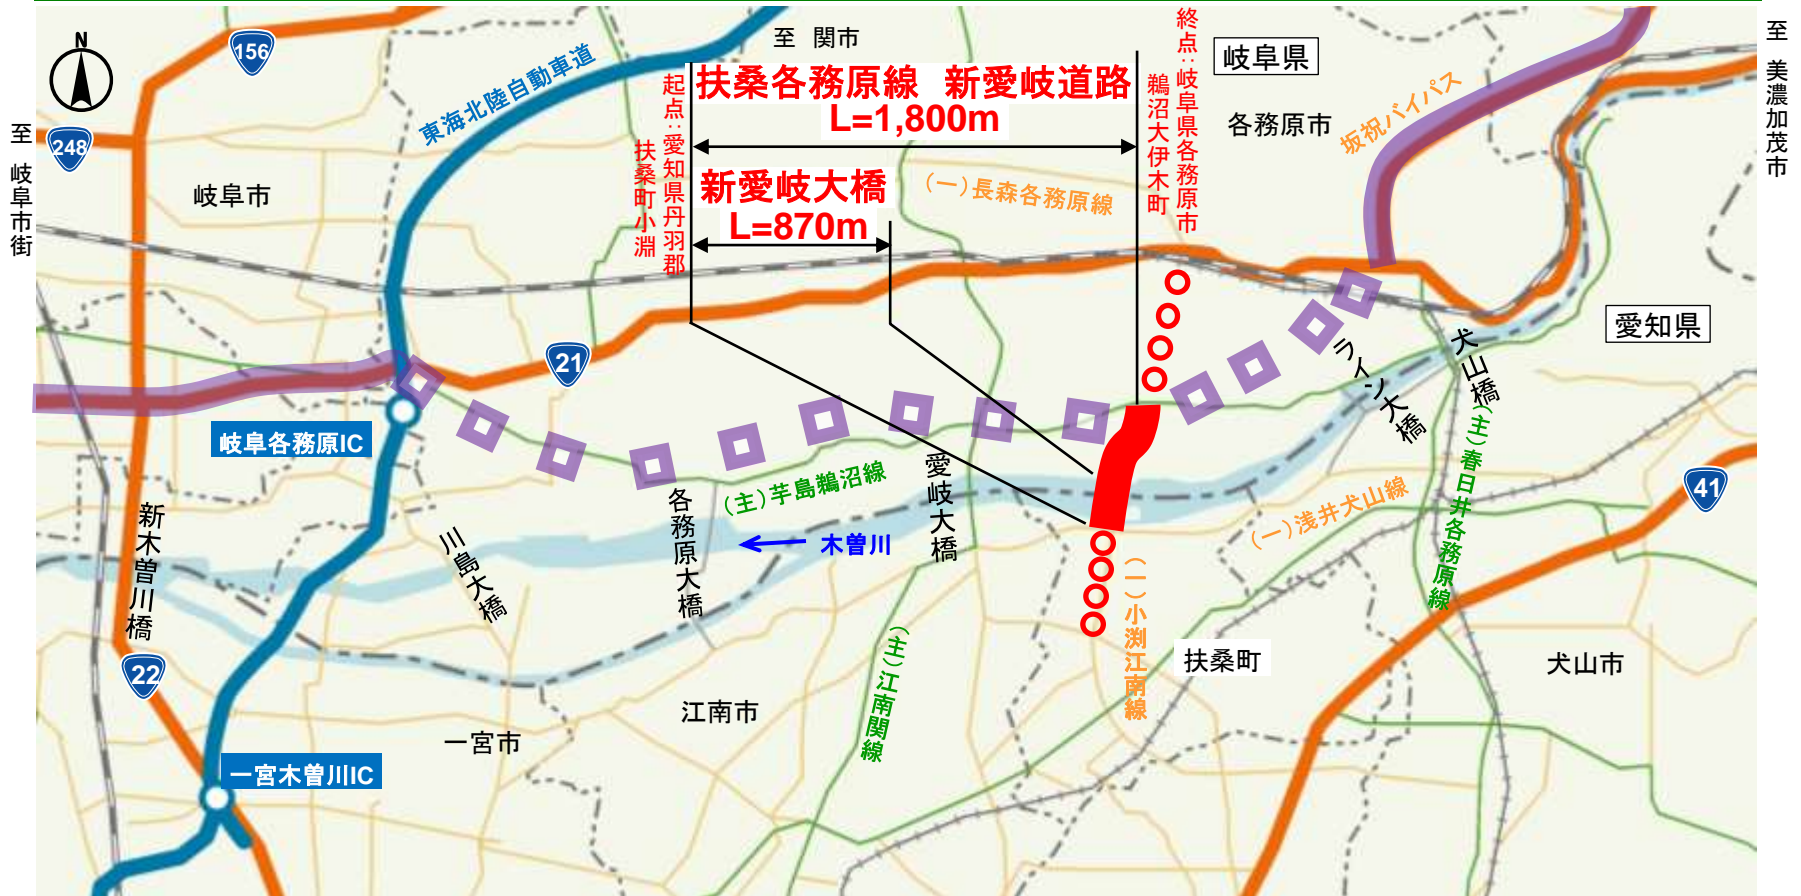 N
156
248
至 岐阜市街
岐阜市
東海北陸自動車道
至 関市
扶桑各務原線 新愛岐道路
L=1,800m
起点:愛知県丹羽郡
扶桑町小淵
新愛岐大橋
L=870m
終点:岐阜県各務原市
鵜沼大伊木町
岐阜県
各務原市
坂祝バイパス
至 美濃加茂市
(一)長森各務原線
愛知県
21
岐阜各務原IC
ライン大橋
犬山橋
(主)春日井各務原線
41
(主)芋島鵜沼線
愛岐大橋
各務原大橋
木曽川
川島大橋
新木曽川橋
(一)浅井犬山線
(一)小渕江南線
扶桑町
犬山市
(主)江南関線
江南市
一宮市
22
一宮木曽川IC